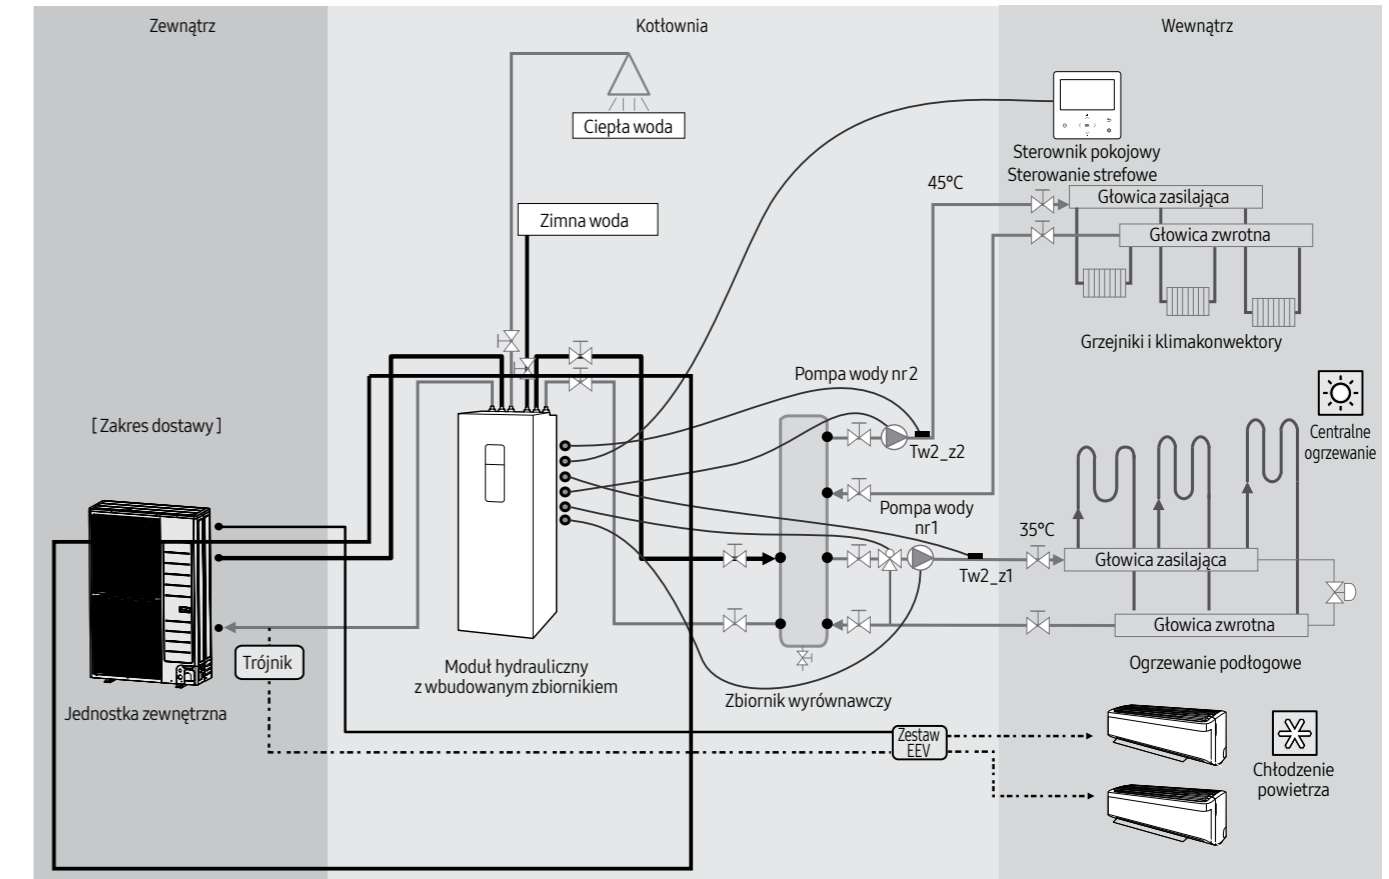 Zewnątrz
Kotłownia
Wewnątrz
Ciepła woda
Sterownik pokojowy
Sterowanie strefowe
45°C
Głowica zasilająca
Zimna woda
Głowica zwrotna
Grzejniki i klimakonwektory
Pompa wody nr 2
[ Zakres dostawy ]
Tw2_z2
Centralne
ogrzewanie
Pompa wody
nr 1
35°C
Głowica zasilająca
Tw2_z1
Głowica zwrotna
Trójnik
Moduł hydrauliczny
z wbudowanym zbiornikiem
Ogrzewanie podłogowe
Zbiornik wyrównawczy
Jednostka zewnętrzna
Zestaw
EEV
Chłodzenie
powietrza